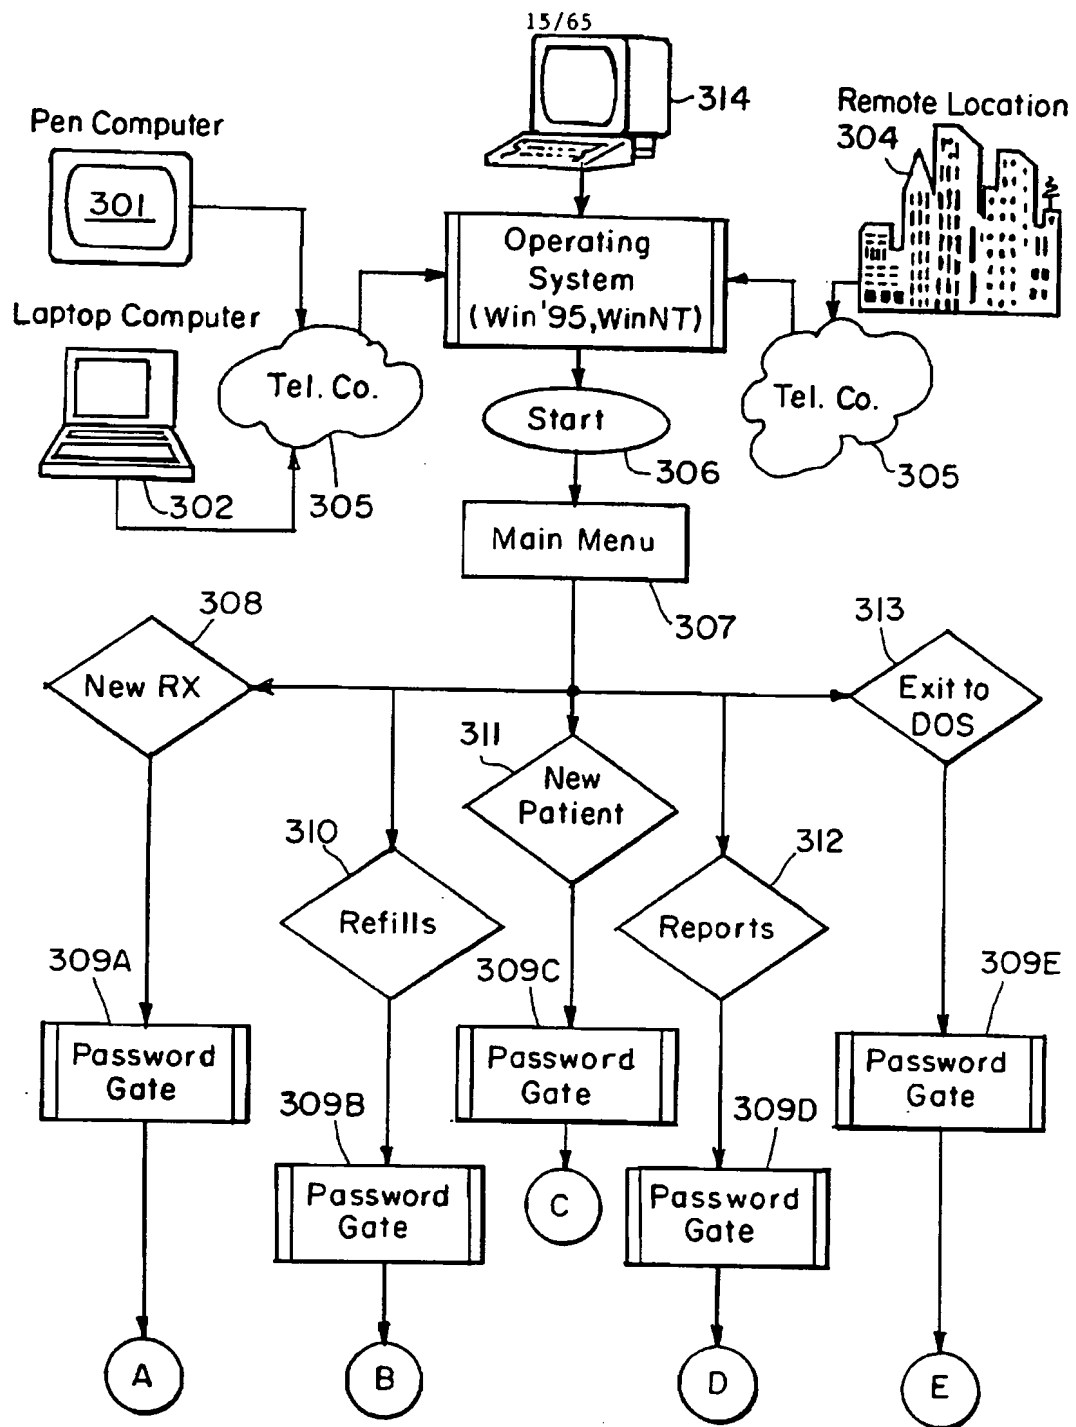 15/65
314
Remote Location
304
Pen Computer
301
Operating
System
(Win'95,WinNT)
Laptop Computer
Tel. Co.
Tel. Co.
Start
306
302
305
305
Main Menu
307
308
313
New RX
Exit to
DOS
311
New
Patient
310
312
Refills
Reports
309A
309C
309E
Password
Gate
Password
Gate
Password
Gate
309B
309D
Password
Gate
Password
Gate
C
A
B
D
E